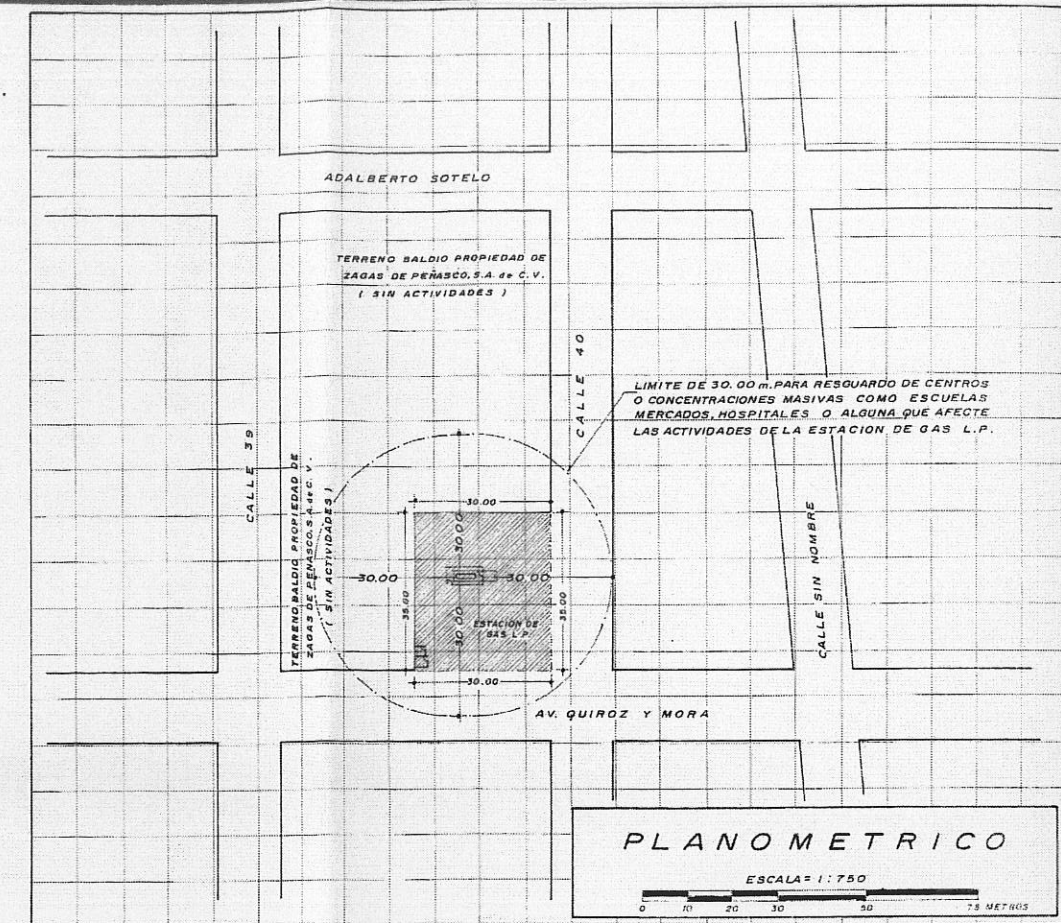 ADALBERTO SOTELO
TERRENO BALDIO PROPIEDAD DE
ZAGAS DE PEÑASCO, S.A. de C.V.
( SIN ACTIVIDADES )
CALLE 40
LIMITE DE 30.00 m. PARA RESGUARDO DE CENTROS
O CONCENTRACIONES MASIVAS COMO ESCUELAS
MERCADOS, HOSPITALES O ALGUNA QUE AFECTE
LAS ACTIVIDADES DE LA ESTACION DE GAS L.P.
CALLE 39
TERRENO BALDIO PROPIEDAD DE
ZAGAS DE PEÑASCO, S.A. de C.V.
( SIN ACTIVIDADES )
30.00
30.00
30.00
30.00
35.00
35.00
30.00
ESTACION DE
GAS L.P.
30.00
CALLE SIN NOMBRE
AV. QUIROZ Y MORA
PLANOMETRICO
ESCALA = 1:750
0 10 20 30 50 75 METROS